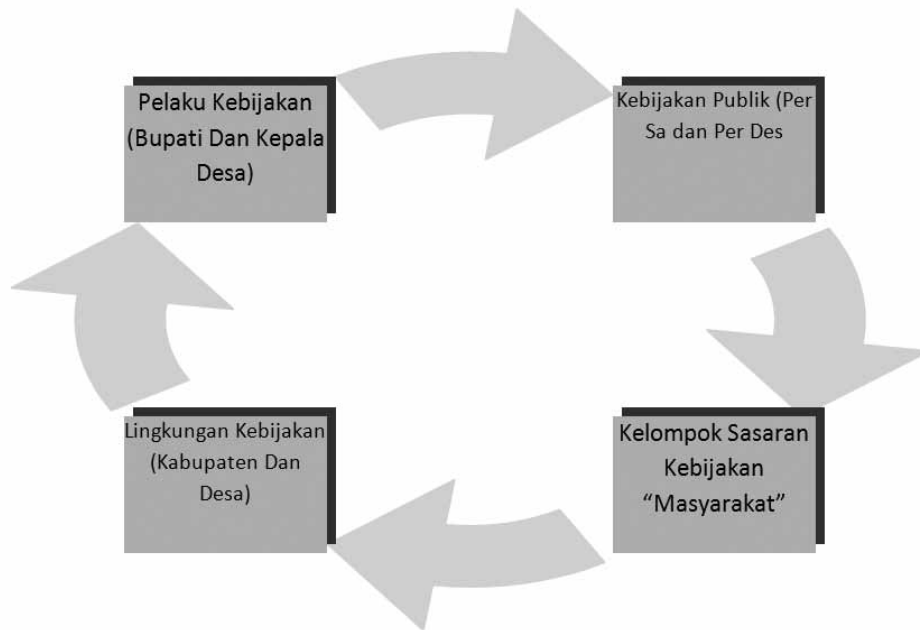 Pelaku Kebijakan
(Bupati Dan Kepala
Desa)
Kebijakan Publik (Per
Sa dan Per Des
Lingkungan Kebijakan
(Kabupaten Dan
Desa)
Kelompok Sasaran
Kebijakan
“Masyarakat”